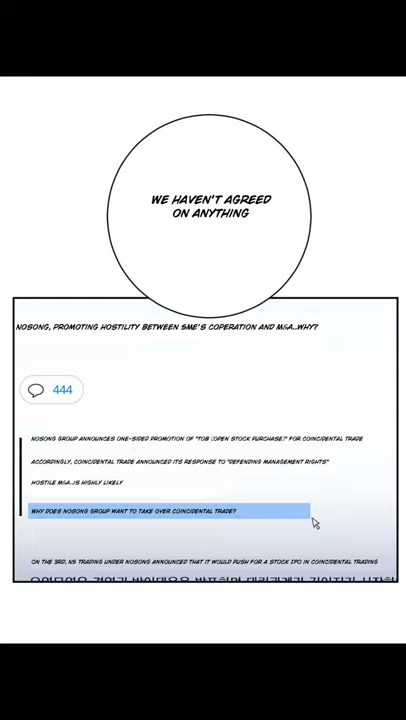 WE HAVEN'T AGREED
ON ANYTHING
NOSONG, PROMOTING HOSTILITY BETWEEN SME'S COPERATION AND M&A..WHY?
444
NOSONG GROUP ANNOUNCES ONE-SIDED PROMOTION OF "TOB (OPEN STOCK PURCHASE)" FOR COINCIDENTAL TRADE
ACCORDINGLY, COINCIDENTAL TRADE ANNOUNCED ITS RESPONSE TO "DEFENDING MANAGEMENT RIGHTS"
HOSTILE M&A..IS HIGHLY LIKELY
WHY DOES NOSONG GROUP WANT TO TAKE OVER COINCIDENTAL TRADE?
ON THE 3RD, NS TRADING UNDER NOSONG ANNOUNCED THAT IT WOULD PUSH FOR A STOCK IPO IN COINCIDENTAL TRADING